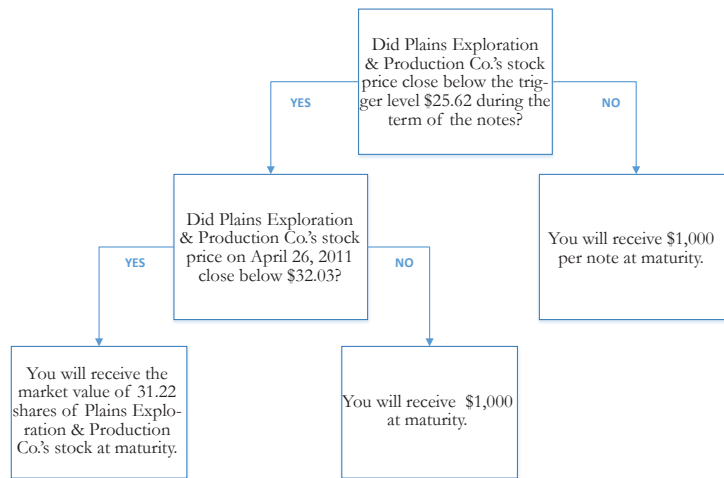 Did Plains Exploration
& Production Co.'s stock
price close below the trig-
ger level $25.62 during the
term of the notes?
YES
NO
Did Plains Exploration
& Production Co.'s stock
price on April 26, 2011
close below $32.03?
You will receive $1,000
per note at maturity.
YES
NO
You will receive the
market value of 31.22
shares of Plains Explo-
ration & Production
Co.'s stock at maturity.
You will receive $1,000
at maturity.